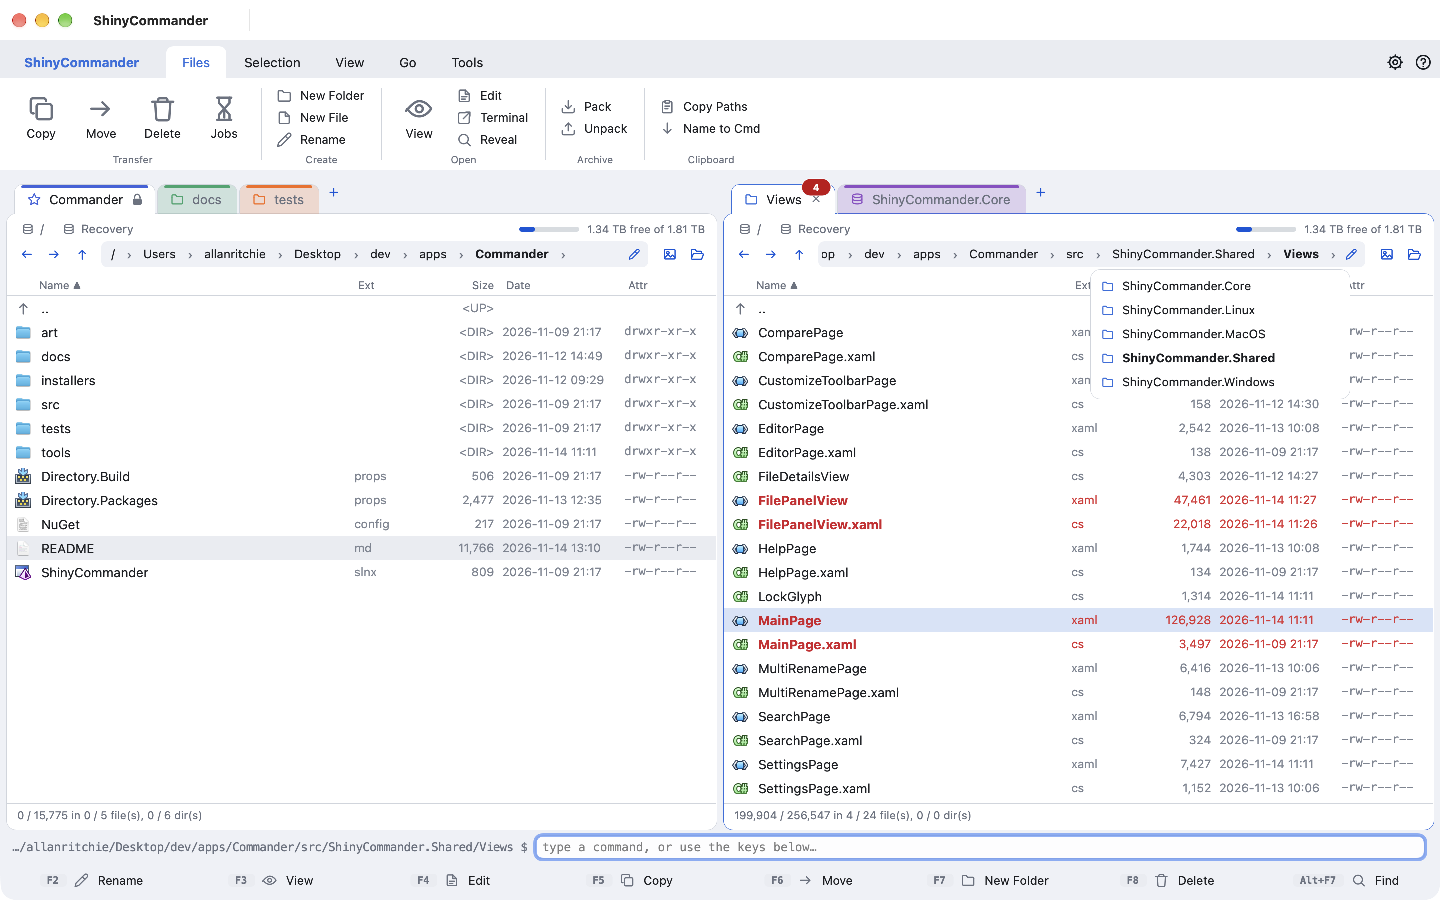 ShinyCommander
ShinyCommander Files Selection View Go Tools
Copy Move Delete Jobs
Transfer
New Folder
New File
Rename
Create
View
Edit
Terminal
Reveal
Open
Pack
Unpack
Archive
Copy Paths
Name to Cmd
Clipboard
Commander docs tests +
/ Recovery 1.34 TB free of 1.81 TB
/ › Users › allanritchie › Desktop › dev › apps › Commander ›
Name ▲ Ext Size Date Attr
.. <UP>
art <DIR> 2026-11-09 21:17 drwxr-xr-x
docs <DIR> 2026-11-12 14:49 drwxr-xr-x
installers <DIR> 2026-11-12 09:29 drwxr-xr-x
src <DIR> 2026-11-09 21:17 drwxr-xr-x
tests <DIR> 2026-11-09 21:17 drwxr-xr-x
tools <DIR> 2026-11-14 11:11 drwxr-xr-x
Directory.Build props 506 2026-11-09 21:17 -rw-r--r--
Directory.Packages props 2,477 2026-11-13 12:35 -rw-r--r--
NuGet config 217 2026-11-09 21:17 -rw-r--r--
README md 11,766 2026-11-14 13:10 -rw-r--r--
ShinyCommander slnx 809 2026-11-09 21:17 -rw-r--r--
0 / 15,775 in 0 / 5 file(s), 0 / 6 dir(s)
Views × 4 ShinyCommander.Core +
/ Recovery 1.34 TB free of 1.81 TB
op › dev › apps › Commander › src › ShinyCommander.Shared › Views ›
Name ▲ Ext ttr
ShinyCommander.Core
ShinyCommander.Linux
ShinyCommander.MacOS
ShinyCommander.Shared
ShinyCommander.Windows
..
ComparePage xam -rw-r--r--
ComparePage.xaml cs -rw-r--r--
CustomizeToolbarPage xam -rw-r--r--
CustomizeToolbarPage.xaml cs 158 2026-11-12 14:30 -rw-r--r--
EditorPage xaml 2,542 2026-11-13 10:08 -rw-r--r--
EditorPage.xaml cs 138 2026-11-09 21:17 -rw-r--r--
FileDetailsView cs 4,303 2026-11-12 14:27 -rw-r--r--
FilePanelView xaml 47,461 2026-11-14 11:27 -rw-r--r--
FilePanelView.xaml cs 22,018 2026-11-14 11:26 -rw-r--r--
HelpPage xaml 1,744 2026-11-13 10:08 -rw-r--r--
HelpPage.xaml cs 134 2026-11-09 21:17 -rw-r--r--
LockGlyph cs 1,314 2026-11-14 11:11 -rw-r--r--
MainPage xaml 126,928 2026-11-14 11:11 -rw-r--r--
MainPage.xaml cs 3,497 2026-11-09 21:17 -rw-r--r--
MultiRenamePage xaml 6,416 2026-11-13 10:06 -rw-r--r--
MultiRenamePage.xaml cs 148 2026-11-09 21:17 -rw-r--r--
SearchPage xaml 6,794 2026-11-13 16:58 -rw-r--r--
SearchPage.xaml cs 324 2026-11-09 21:17 -rw-r--r--
SettingsPage xaml 7,427 2026-11-14 11:11 -rw-r--r--
SettingsPage.xaml cs 1,152 2026-11-13 10:06 -rw-r--r--
199,904 / 256,547 in 4 / 24 file(s), 0 / 0 dir(s)
…/allanritchie/Desktop/dev/apps/Commander/src/ShinyCommander.Shared/Views $ type a command, or use the keys below…
F2 Rename F3 View F4 Edit F5 Copy F6 Move F7 New Folder F8 Delete Alt+F7 Find